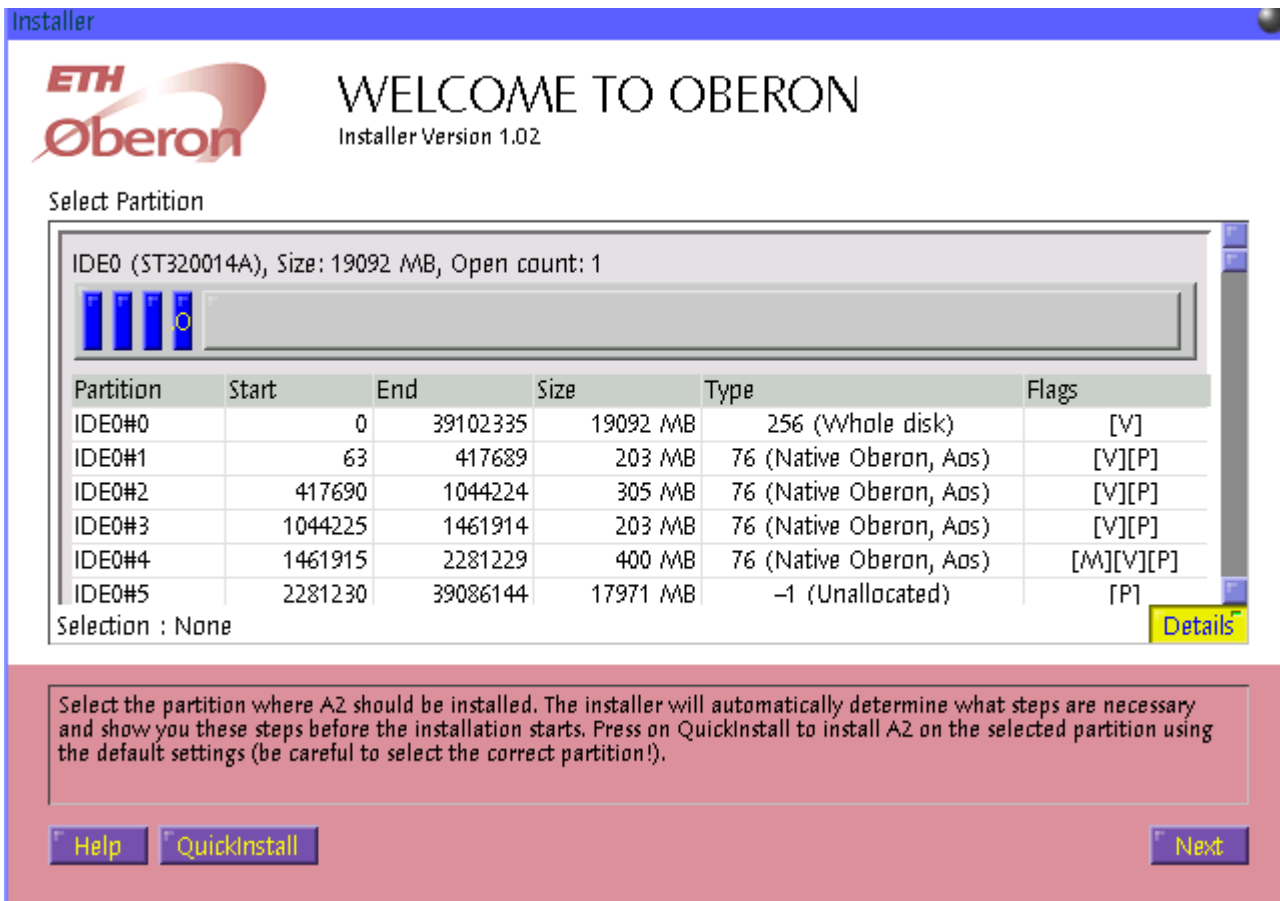 Installer
ETH
Oberon
WELCOME TO OBERON
Installer Version 1.02
Select Partition
IDE0 (ST320014A), Size: 19092 MB, Open count: 1
.O
Partition Start End Size Type Flags
IDE0#0 0 39102335 19092 MB 256 (Whole disk) [V]
IDE0#1 63 417689 203 MB 76 (Native Oberon, Aos) [V][P]
IDE0#2 417690 1044224 305 MB 76 (Native Oberon, Aos) [V][P]
IDE0#3 1044225 1461914 203 MB 76 (Native Oberon, Aos) [V][P]
IDE0#4 1461915 2281229 400 MB 76 (Native Oberon, Aos) [M][V][P]
IDE0#5 2281230 39086144 17971 MB –1 (Unallocated) [P]
Selection : None
Details
Select the partition where A2 should be installed. The installer will automatically determine what steps are necessary
and show you these steps before the installation starts. Press on QuickInstall to install A2 on the selected partition using
the default settings (be careful to select the correct partition!).
Help QuickInstall Next